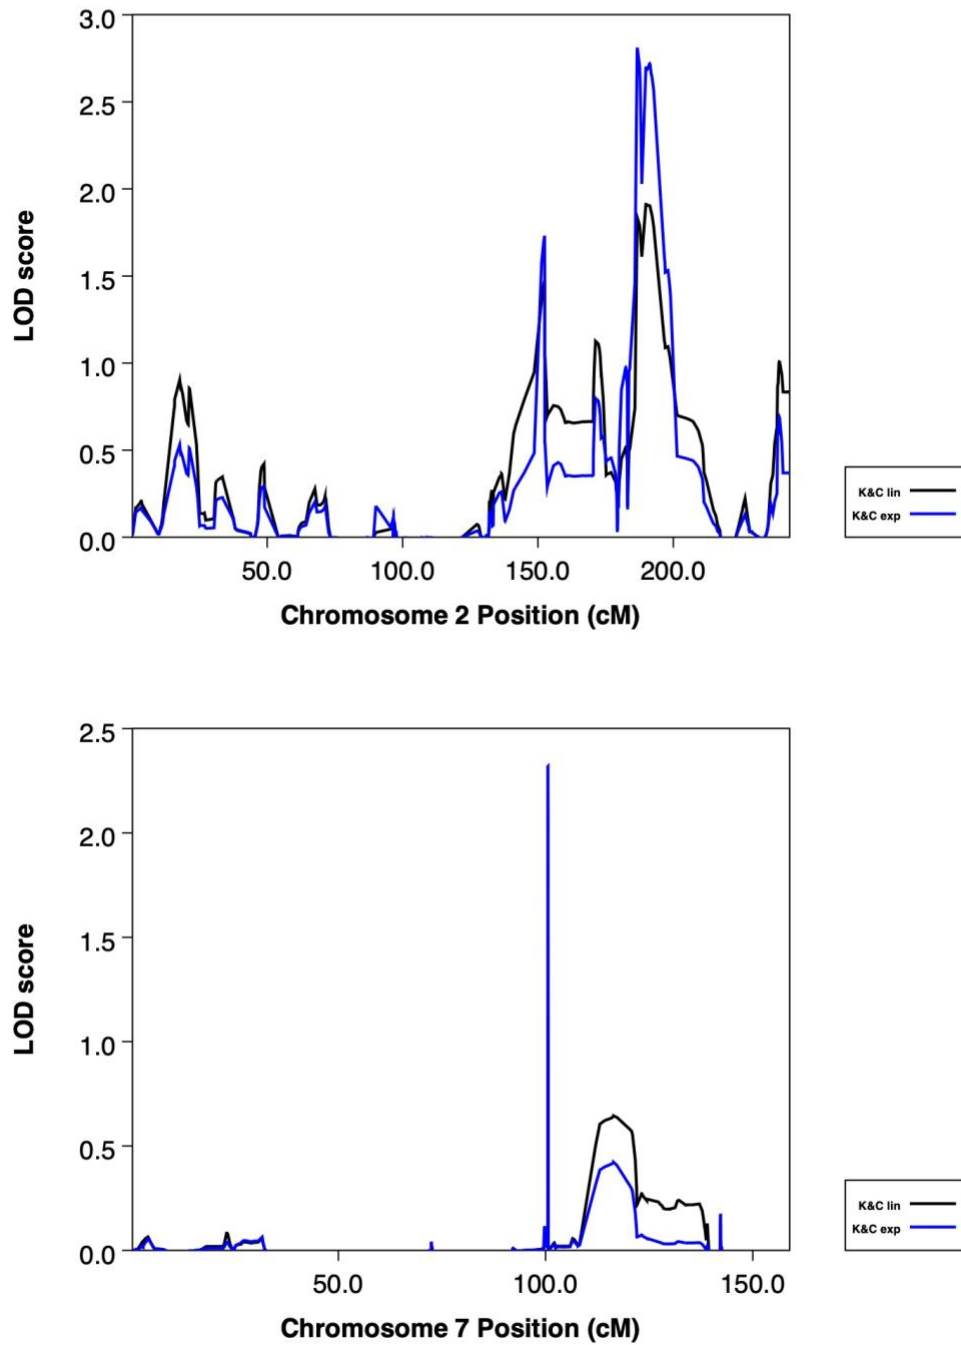 3.0
2.5
2.0
1.5
1.0
0.5
0.0
LOD score
50.0 100.0 150.0 200.0
Chromosome 2 Position (cM)
K&C lin
K&C exp
2.5
2.0
1.5
1.0
0.5
0.0
LOD score
50.0 100.0 150.0
Chromosome 7 Position (cM)
K&C lin
K&C exp